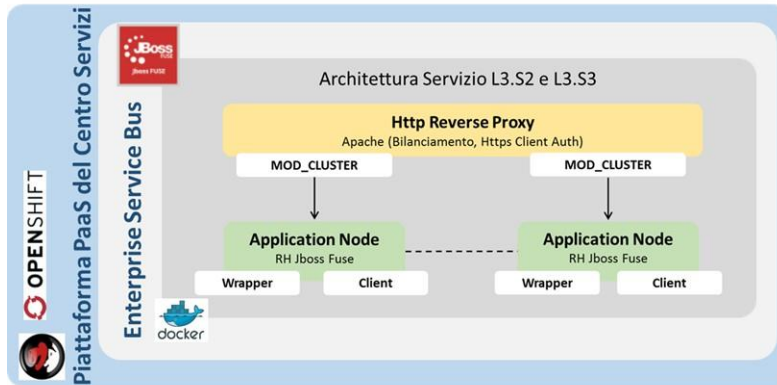 OPENSHIFT
Piattaforma PaaS del Centro Servizi
JBoss
FUSE
Jboss FUSE
Enterprise Service Bus
docker
Architettura Servizio L3.S2 e L3.S3
Http Reverse Proxy
Apache (Bilanciamento, Https Client Auth)
MOD_CLUSTER
MOD_CLUSTER
Application Node
RH Jboss Fuse
Wrapper
Client
Application Node
RH Jboss Fuse
Wrapper
Client